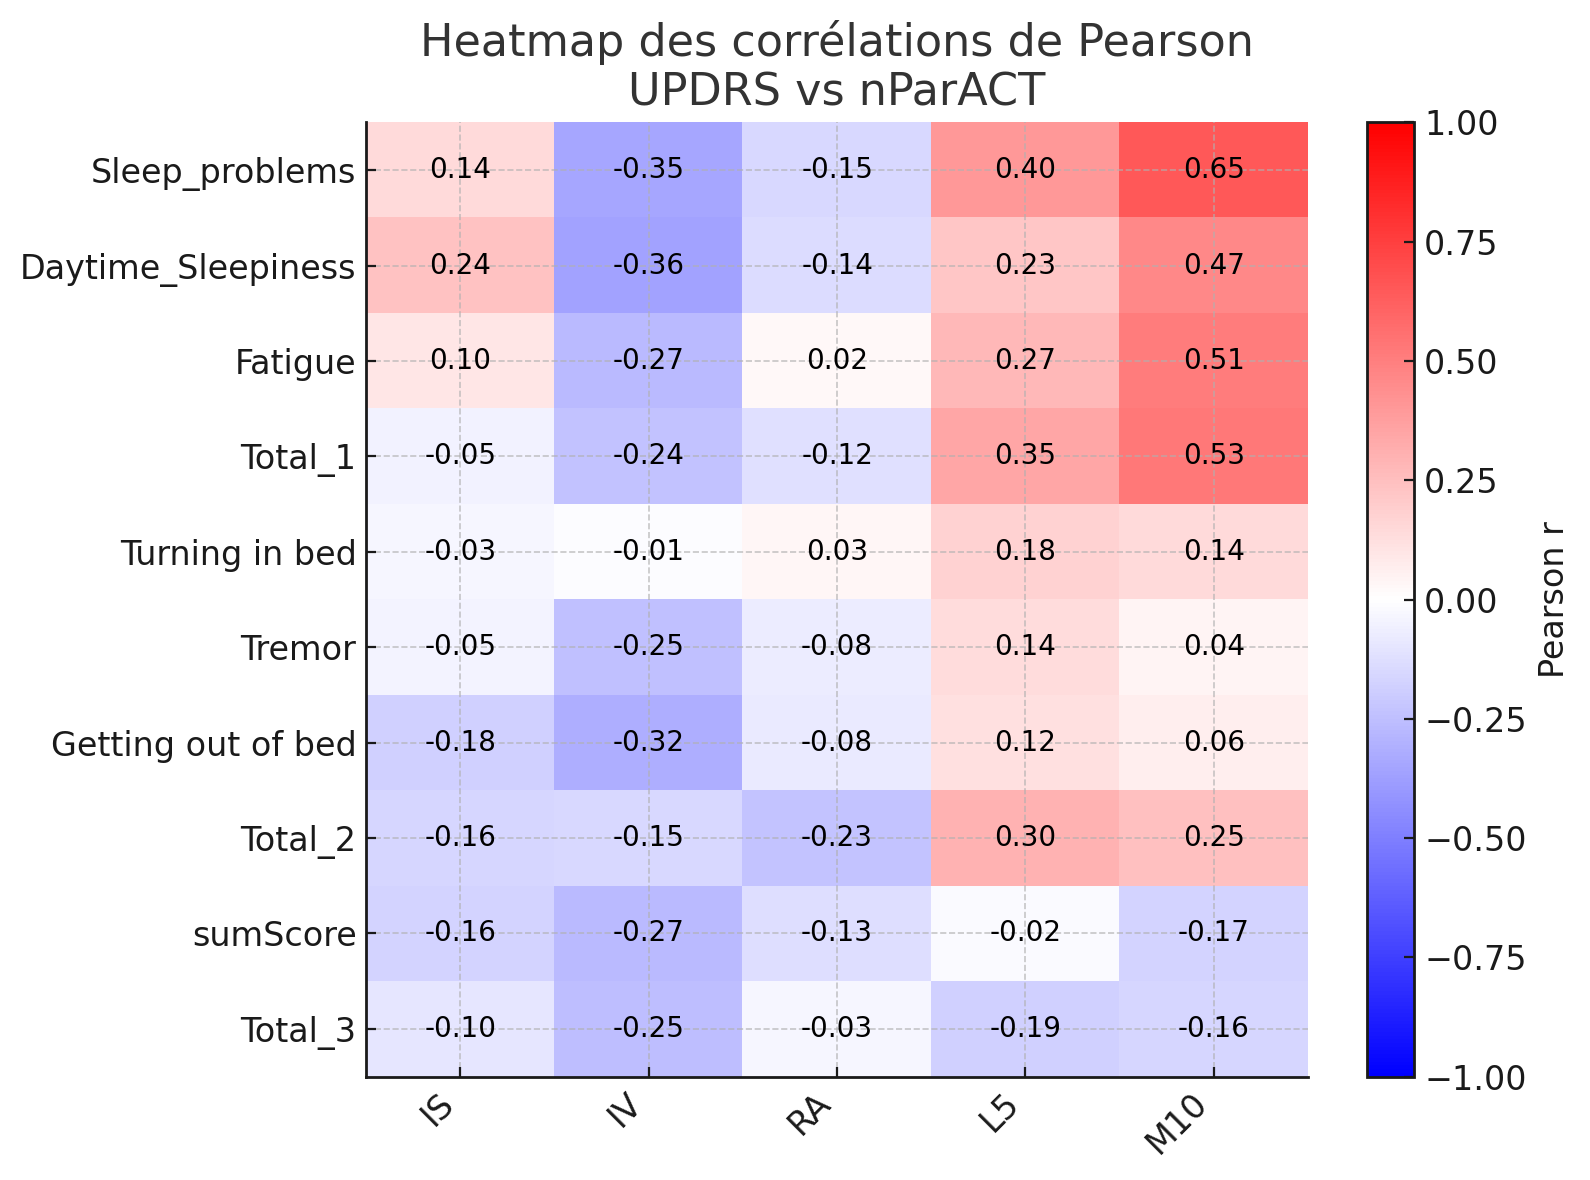 Heatmap des corrélations de Pearson
UPDRS vs nParACT
Sleep_problems 0.14 -0.35 -0.15 0.40 0.65
Daytime_Sleepiness 0.24 -0.36 -0.14 0.23 0.47
Fatigue 0.10 -0.27 0.02 0.27 0.51
Total_1 -0.05 -0.24 -0.12 0.35 0.53
Turning in bed -0.03 -0.01 0.03 0.18 0.14
Tremor -0.05 -0.25 -0.08 0.14 0.04
Getting out of bed -0.18 -0.32 -0.08 0.12 0.06
Total_2 -0.16 -0.15 -0.23 0.30 0.25
sumScore -0.16 -0.27 -0.13 -0.02 -0.17
Total_3 -0.10 -0.25 -0.03 -0.19 -0.16
IS IV RA L5 M10
1.00
0.75
0.50
0.25
0.00
−0.25
−0.50
−0.75
−1.00
Pearson r